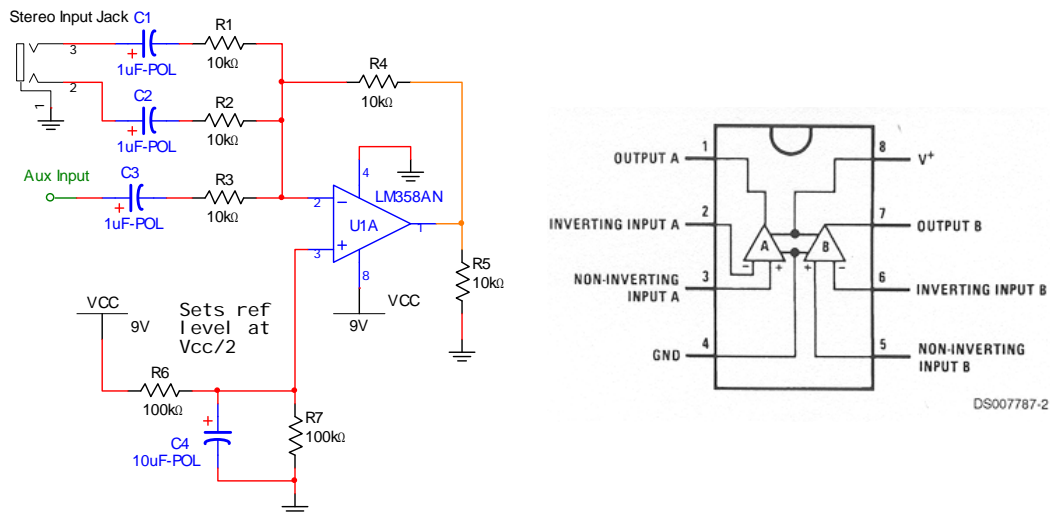 Stereo Input Jack
3
2
1
C1
+
1uF-POL
R1
10kΩ
C2
+
1uF-POL
R2
10kΩ
Aux Input
C3
+
1uF-POL
R3
10kΩ
R4
10kΩ
4
LM358AN
2
−
U1A
1
3
+
8
VCC
9V
R5
10kΩ
VCC
9V
Sets ref
level at
Vcc/2
R6
100kΩ
+
C4
10uF-POL
R7
100kΩ
1
OUTPUT A
8
V+
2
INVERTING INPUT A
7
OUTPUT B
A
B
− + + −
3
NON-INVERTING
INPUT A
6
INVERTING INPUT B
4
GND
5
NON-INVERTING
INPUT B
DS007787-2